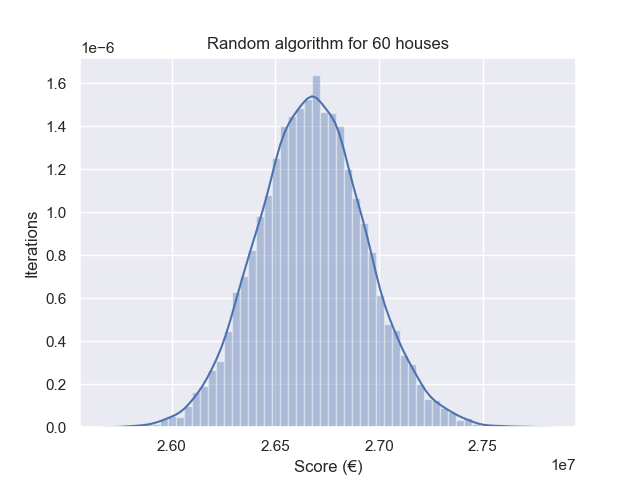 Random algorithm for 60 houses
1e−6
1.6
1.4
1.2
1.0
0.8
0.6
0.4
0.2
0.0
Iterations
2.60 2.65 2.70 2.75
Score (€)
1e7